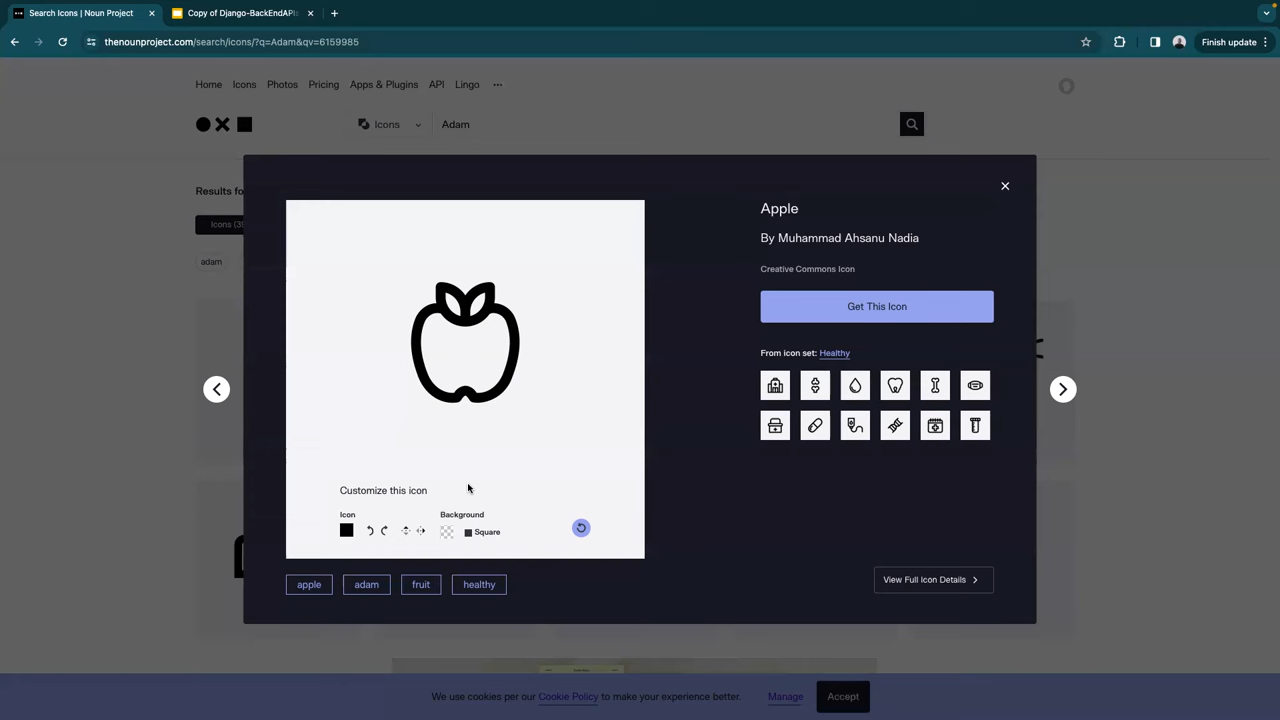 Search Icons | Noun Project
Copy of Django-BackEndAPI
thenounproject.com/search/icons/?q=Adam&qv=6159985
Finish update
Home
Icons
Photos
Pricing
Apps & Plugins
API
Lingo
Icons
Adam
Results fo
Icons (39
adam
Apple
By Muhammad Ahsanu Nadia
Creative Commons Icon
Get This Icon
From icon set: Healthy
Customize this icon
Icon
Background
Square
apple
adam
fruit
healthy
View Full Icon Details
We use cookies per our Cookie Policy to make your experience better.
Manage
Accept